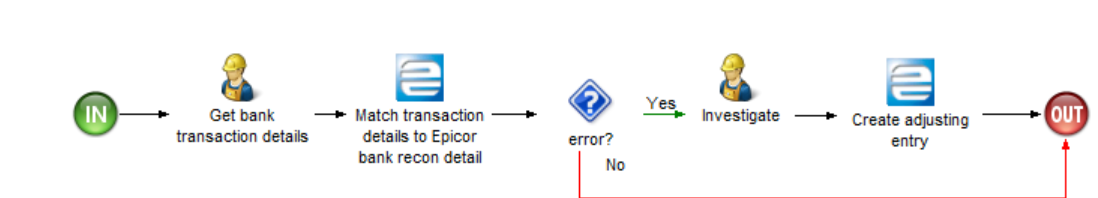 IN
Get bank
transaction details
Match transaction
details to Epicor
bank recon detail
?
error?
Yes
No
Investigate
Create adjusting
entry
OUT